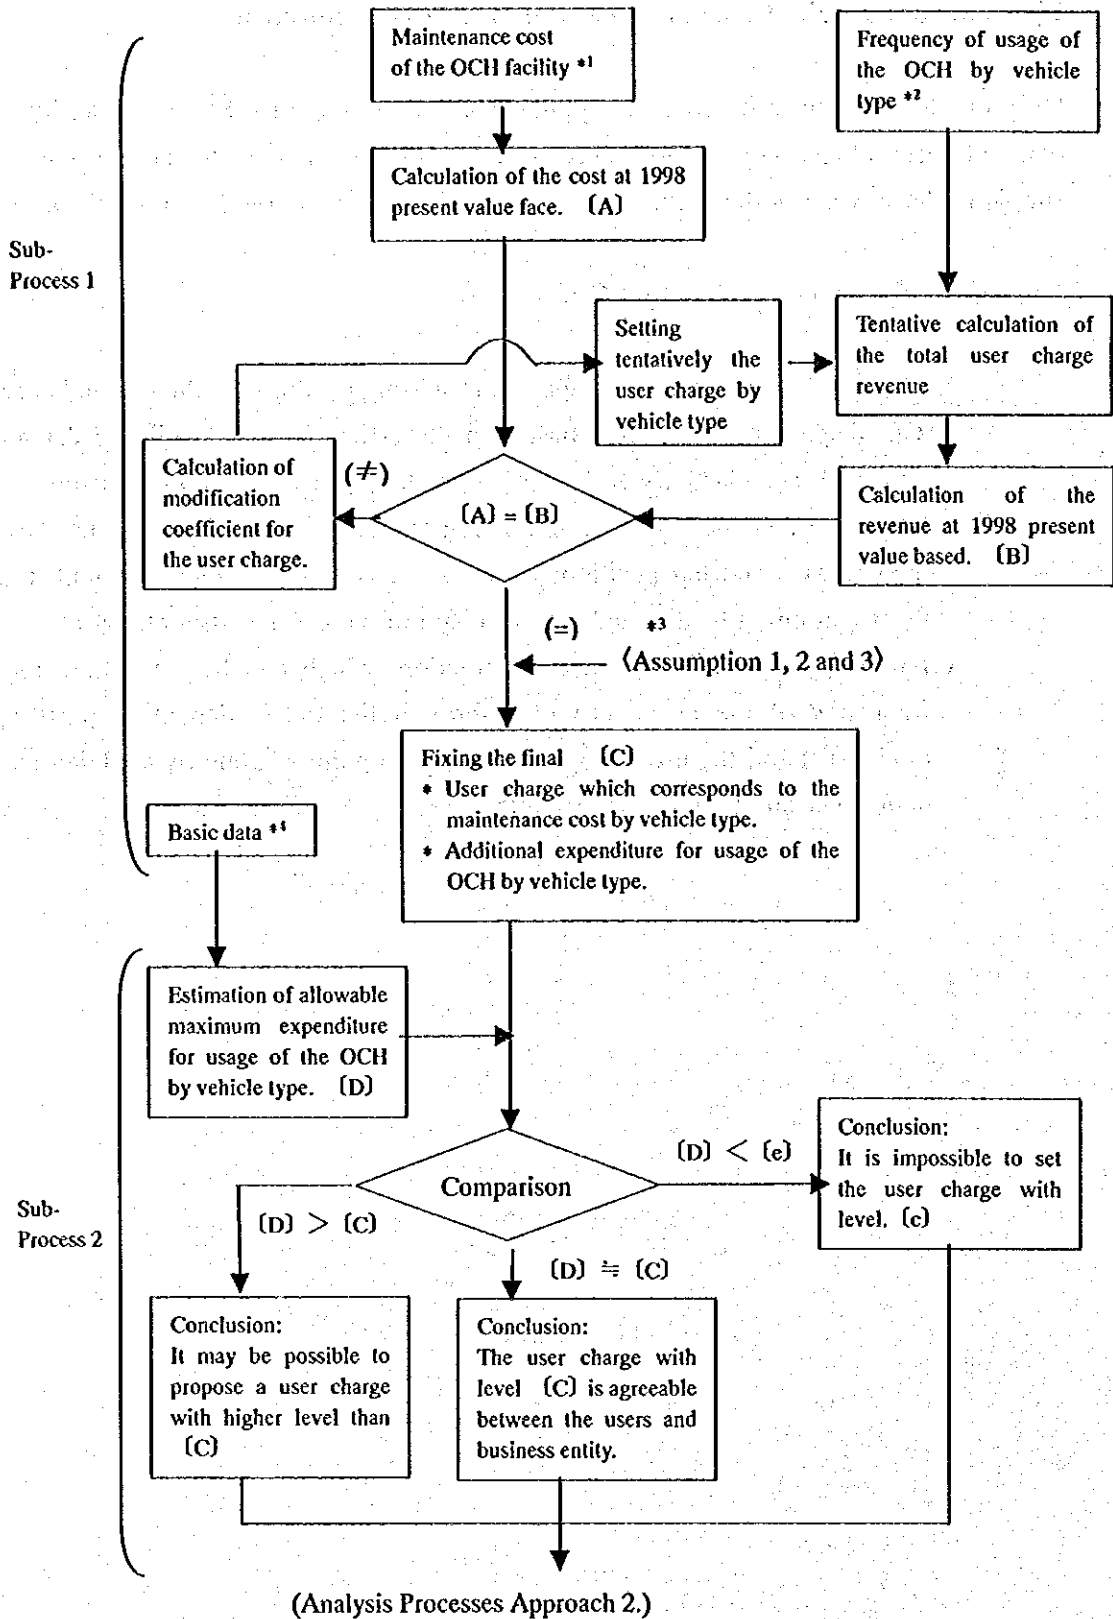 Maintenance cost
of the OCH facility *1
Frequency of usage of
the OCH by vehicle
type *2
Calculation of the cost at 1998
present value face. (A)
Sub-
Process 1
Setting
tentatively the
user charge by
vehicle type
Tentative calculation of
the total user charge
revenue
Calculation of
modification
coefficient for
the user charge.
(≠)
(A) = (B)
Calculation of the
revenue at 1998 present
value based. (B)
(=) *3
〈Assumption 1, 2 and 3〉
Fixing the final (C)
* User charge which corresponds to the
maintenance cost by vehicle type.
* Additional expenditure for usage of the
OCH by vehicle type.
Basic data *4
Estimation of allowable
maximum expenditure
for usage of the OCH
by vehicle type. (D)
Sub-
Process 2
Comparison
(D) < (e)
Conclusion:
It is impossible to set
the user charge with
level. (c)
(D) > (C)
(D) ≒ (C)
Conclusion:
It may be possible to
propose a user charge
with higher level than
(C)
Conclusion:
The user charge with
level (C) is agreeable
between the users and
business entity.
(Analysis Processes Approach 2.)